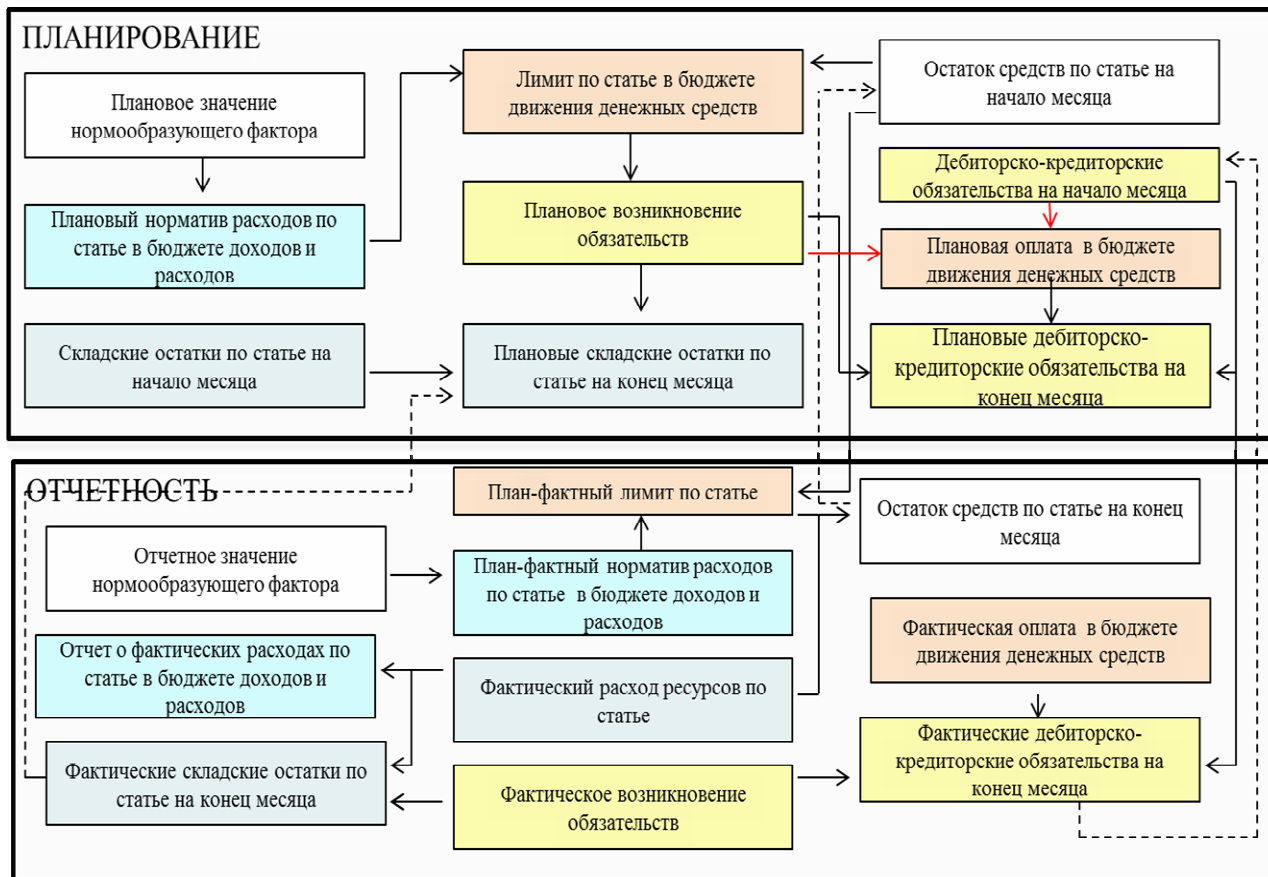 ПЛАНИРОВАНИЕ
Плановое значение
нормообразующего фактора
Лимит по статье в бюджете
движения денежных средств
Остаток средств по статье на
начало месяца
Плановый норматив расходов по
статье в бюджете доходов и
расходов
Плановое возникновение
обязательств
Дебиторско-кредиторские
обязательства на начало месяца
Плановая оплата в бюджете
движения денежных средств
Складские остатки по статье на
начало месяца
Плановые складские остатки по
статье на конец месяца
Плановые дебиторско-
кредиторские обязательства на
конец месяца
ОТЧЕТНОСТЬ
План-фактный лимит по статье
Остаток средств по статье на конец
месяца
Отчетное значение
нормообразующего фактора
План-фактный норматив расходов
по статье в бюджете доходов и
расходов
Фактическая оплата в бюджете
движения денежных средств
Отчет о фактических расходах по
статье в бюджете доходов и
расходов
Фактический расход ресурсов по
статье
Фактические дебиторско-
кредиторские обязательства на
конец месяца
Фактические складские остатки по
статье на конец месяца
Фактическое возникновение
обязательств